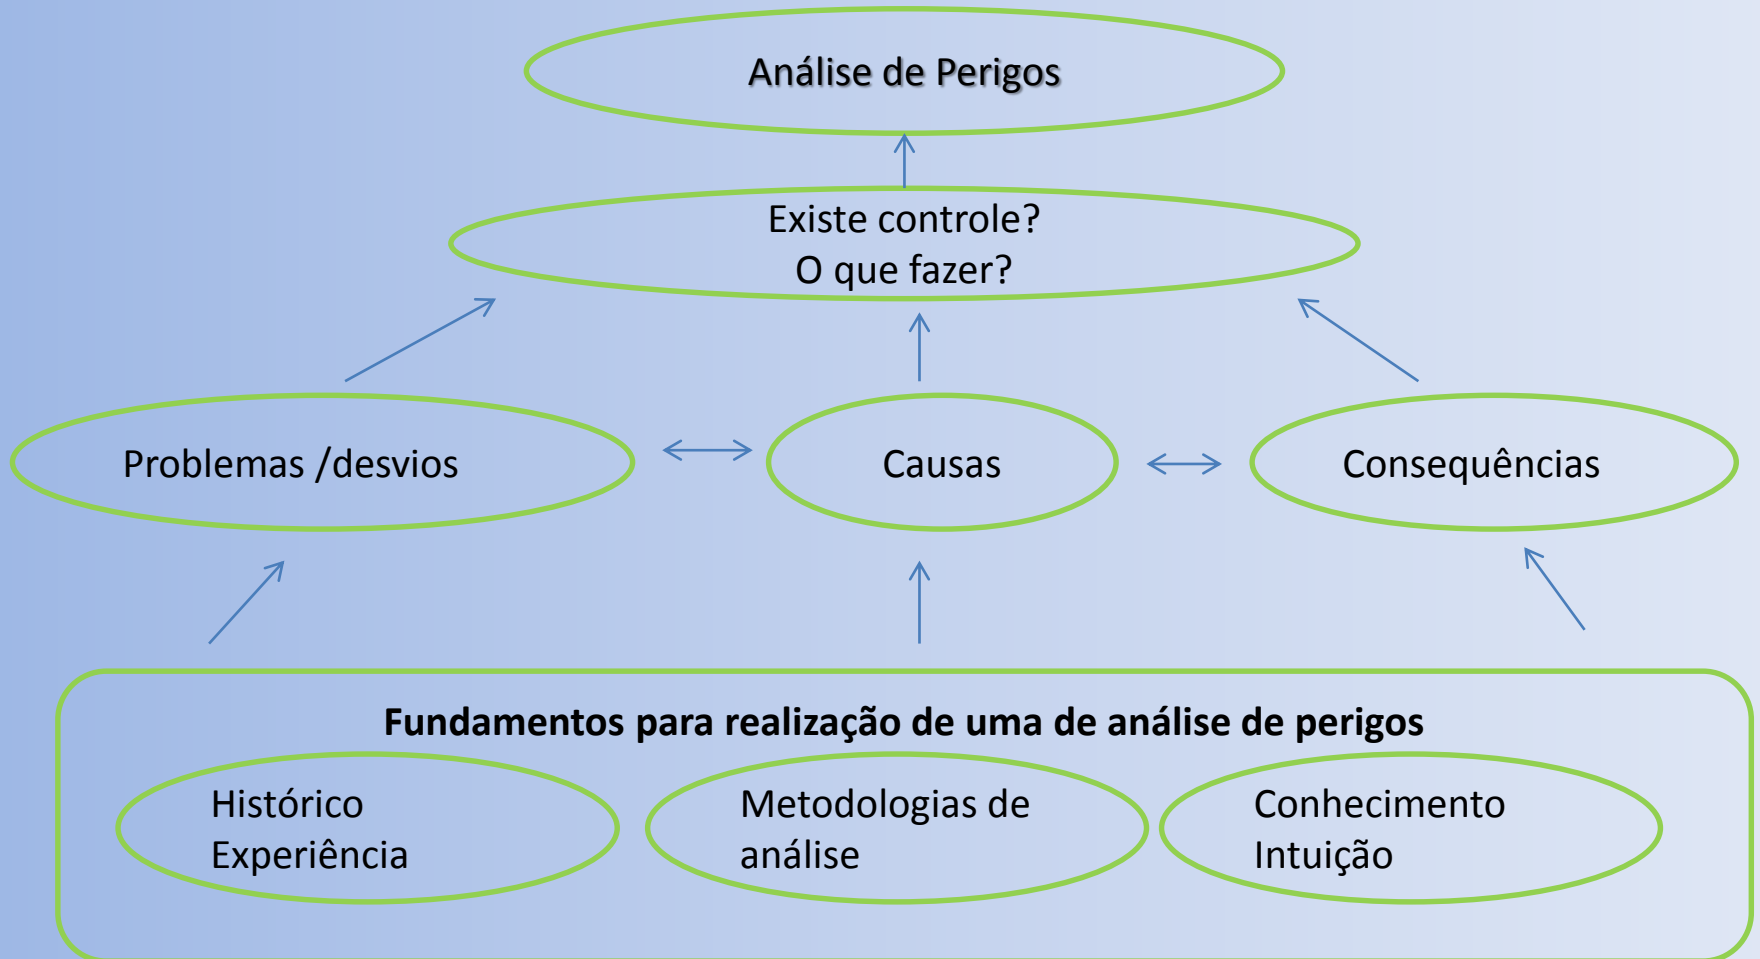 Análise de Perigos
Existe controle?
O que fazer?
Problemas /desvios
Causas
Consequências
Fundamentos para realização de uma de análise de perigos
Histórico
Experiência
Metodologias de
análise
Conhecimento
Intuição